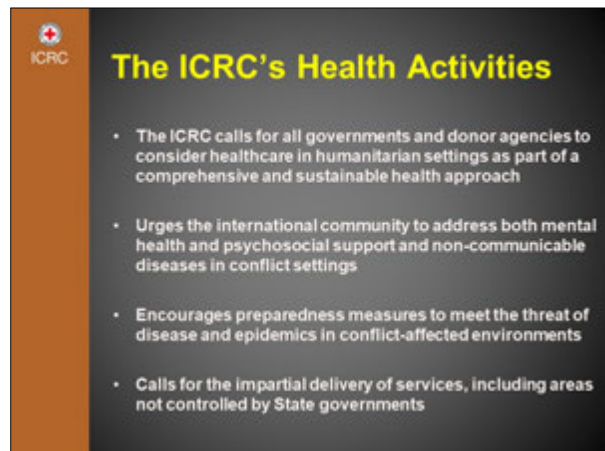 ICRC
The ICRC's Health Activities
• The ICRC calls for all governments and donor agencies to
consider healthcare in humanitarian settings as part of a
comprehensive and sustainable health approach
• Urges the international community to address both mental
health and psychosocial support and non-communicable
diseases in conflict settings
• Encourages preparedness measures to meet the threat of
disease and epidemics in conflict-affected environments
• Calls for the impartial delivery of services, including areas
not controlled by State governments